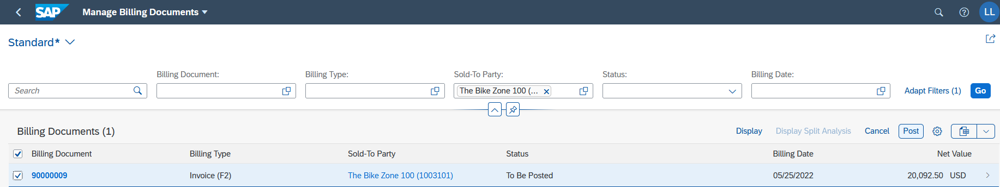 SAP Manage Billing Documents LL
Standard*
Billing Document: Billing Type: Sold-To Party: Status: Billing Date:
Search The Bike Zone 100 (... Adapt Filters (1) Go
Billing Documents (1) Display Display Split Analysis Cancel Post
Billing Document Billing Type Sold-To Party Status Billing Date Net Value
90000009 Invoice (F2) The Bike Zone 100 (1003101) To Be Posted 05/25/2022 20,092.50 USD